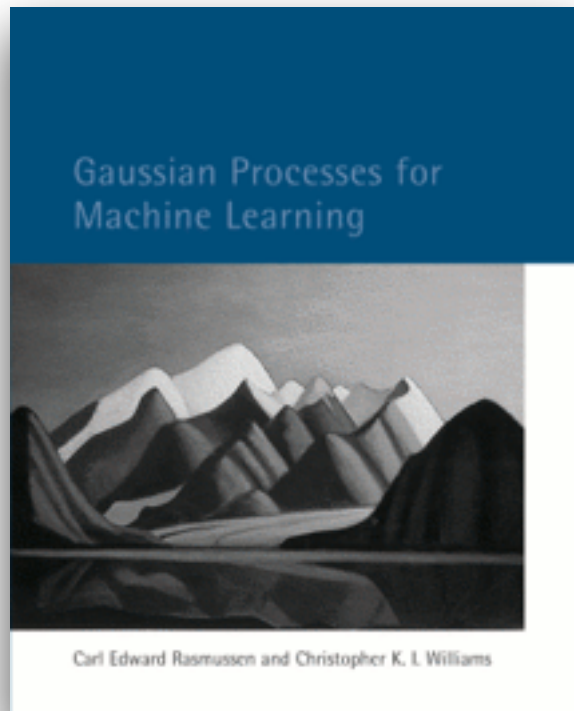 Gaussian Processes for
Machine Learning
Carl Edward Rasmussen and Christopher K. I. Williams